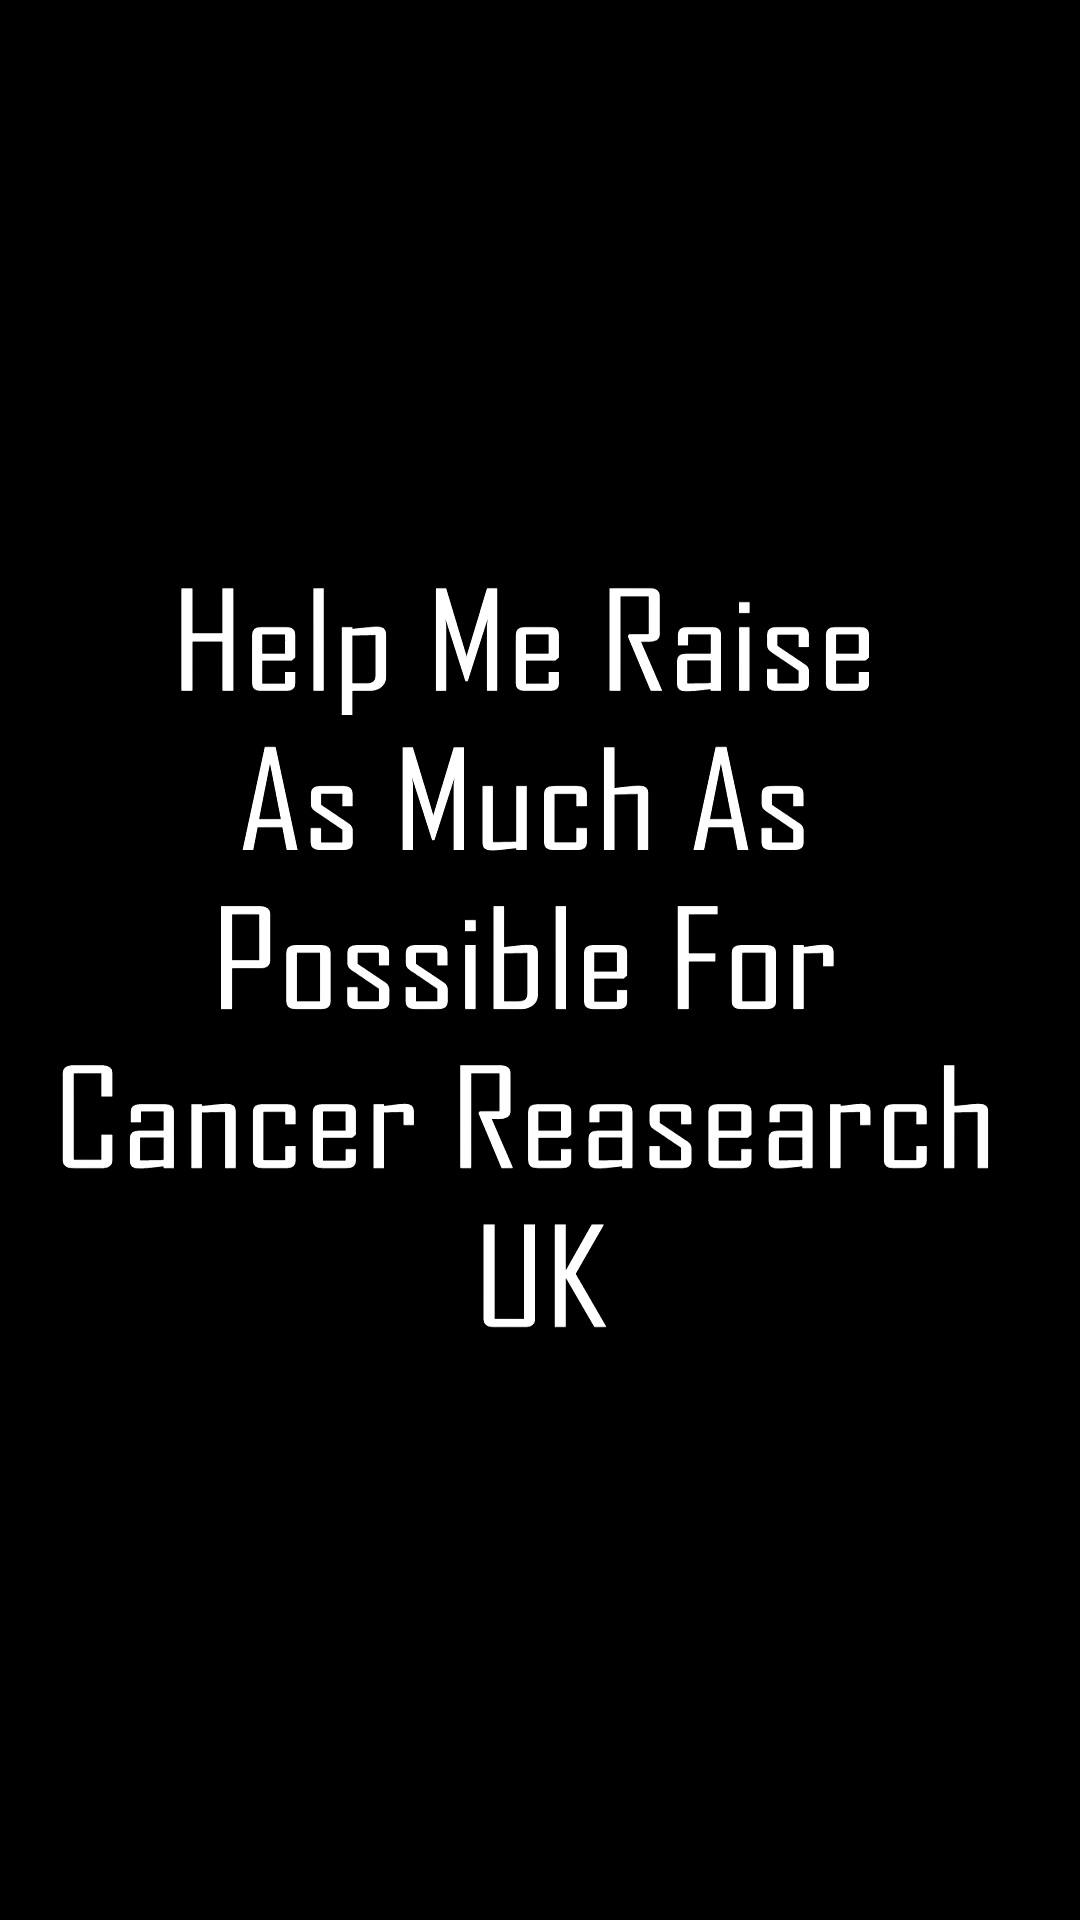 Help Me Raise
As Much As
Possible For
Cancer Reasearch
UK